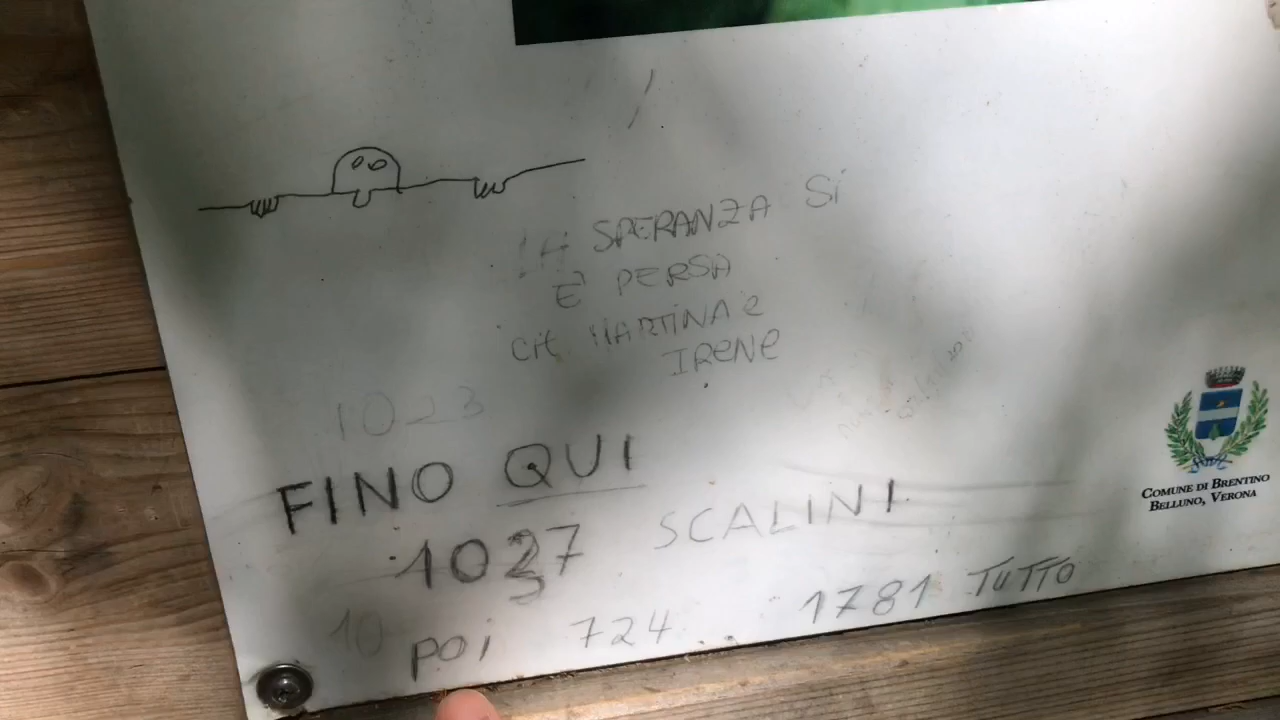 LA SPERANZA Si
È PERSA
CH MARTINA e
IRENE
1023
FINO QUI
1027 SCALINI
10
poi 724.. 1781 TUTTO
COMUNE DI BRENTINO
BELLUNO, VERONA